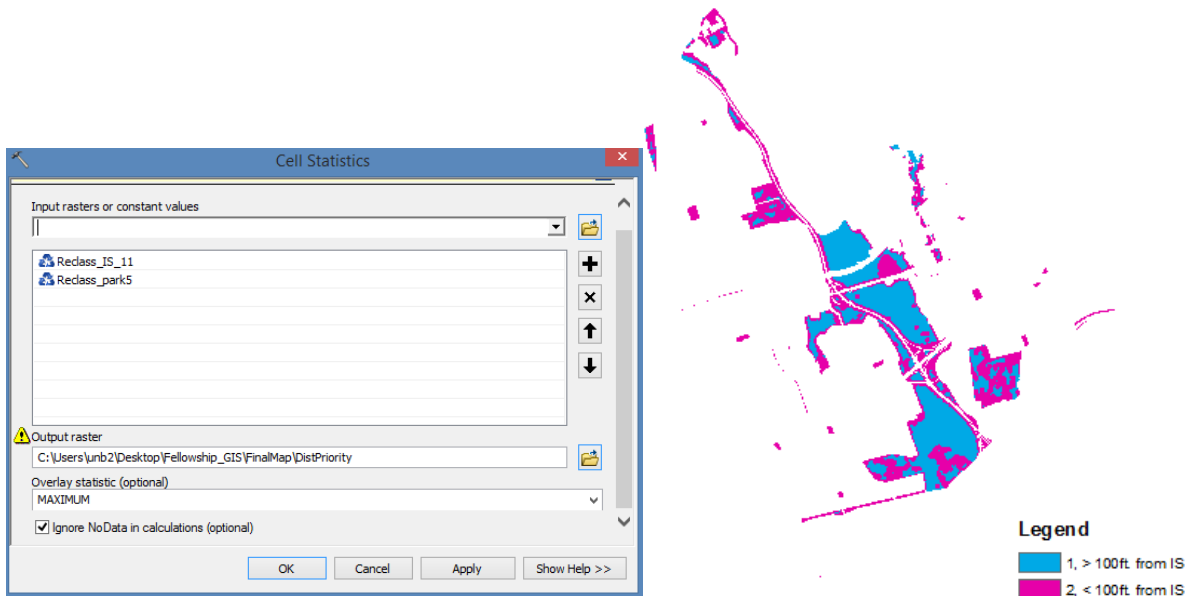 Cell Statistics
Input rasters or constant values
Reclass_IS_11
Reclass_park5
Output raster
C:\Users\unb2\Desktop\Fellowship_GIS\FinalMap\DistPriority
Overlay statistic (optional)
MAXIMUM
Ignore NoData in calculations (optional)
OK
Cancel
Apply
Show Help >>
Legend
1, > 100ft. from IS
2, < 100ft. from IS